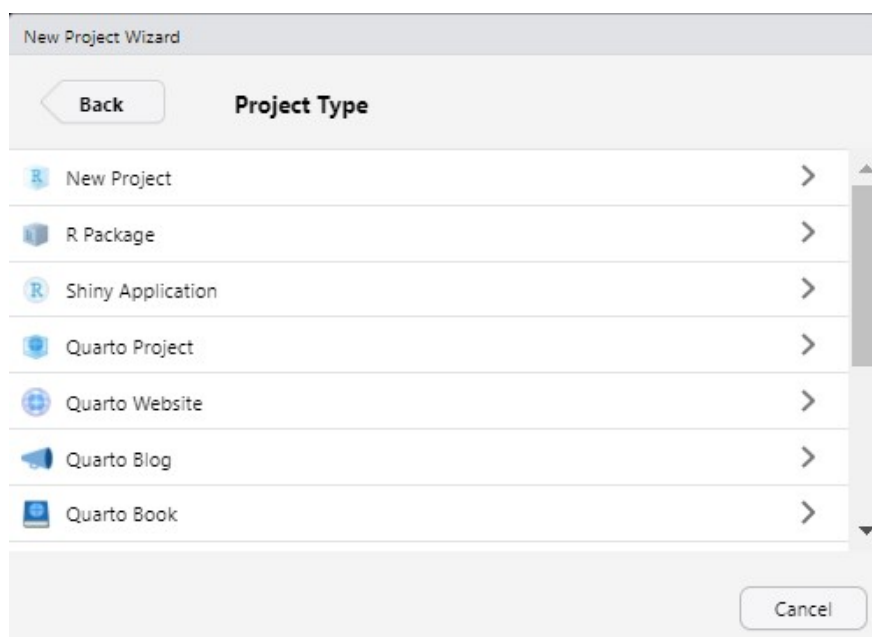 New Project Wizard
Back
Project Type
R New Project
R Package
R Shiny Application
Quarto Project
Quarto Website
Quarto Blog
Quarto Book
Cancel